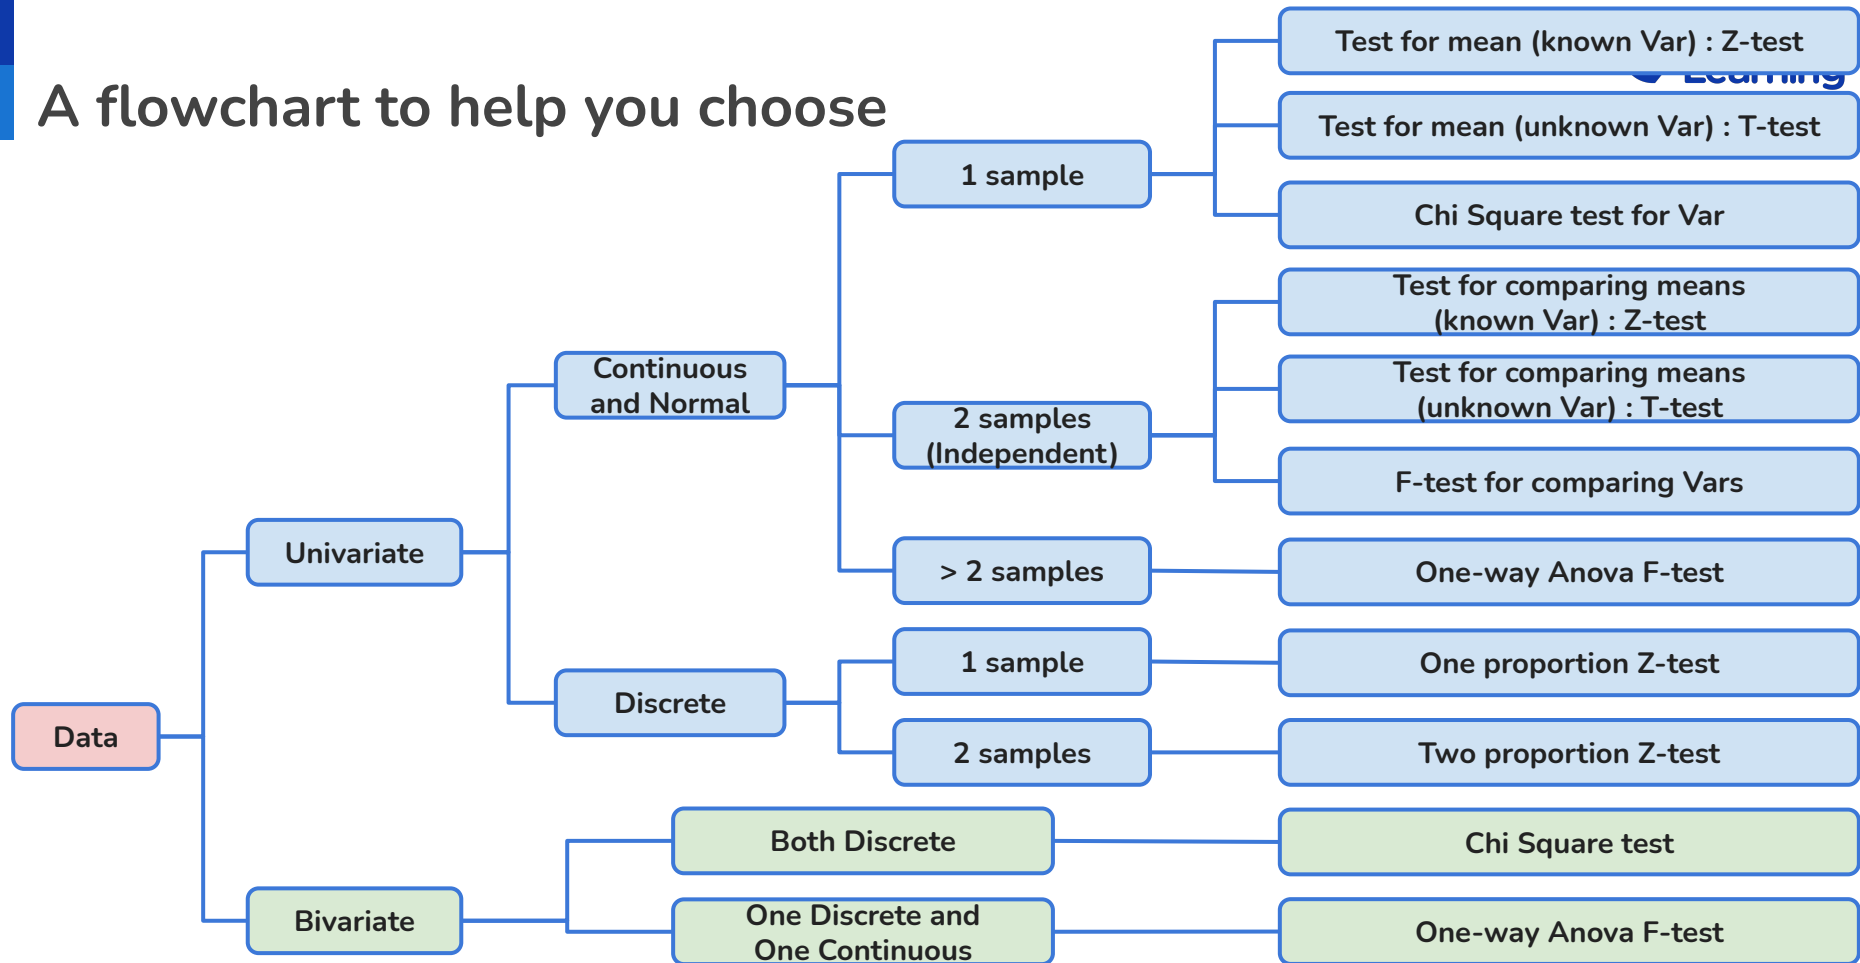 A flowchart to help you choose
Test for mean (known Var) : Z-test
Learning
Test for mean (unknown Var) : T-test
1 sample
Chi Square test for Var
Test for comparing means
(known Var) : Z-test
Continuous
and Normal
Test for comparing means
(unknown Var) : T-test
2 samples
(Independent)
F-test for comparing Vars
Univariate
> 2 samples
One-way Anova F-test
1 sample
One proportion Z-test
Discrete
Data
2 samples
Two proportion Z-test
Both Discrete
Chi Square test
Bivariate
One Discrete and
One Continuous
One-way Anova F-test